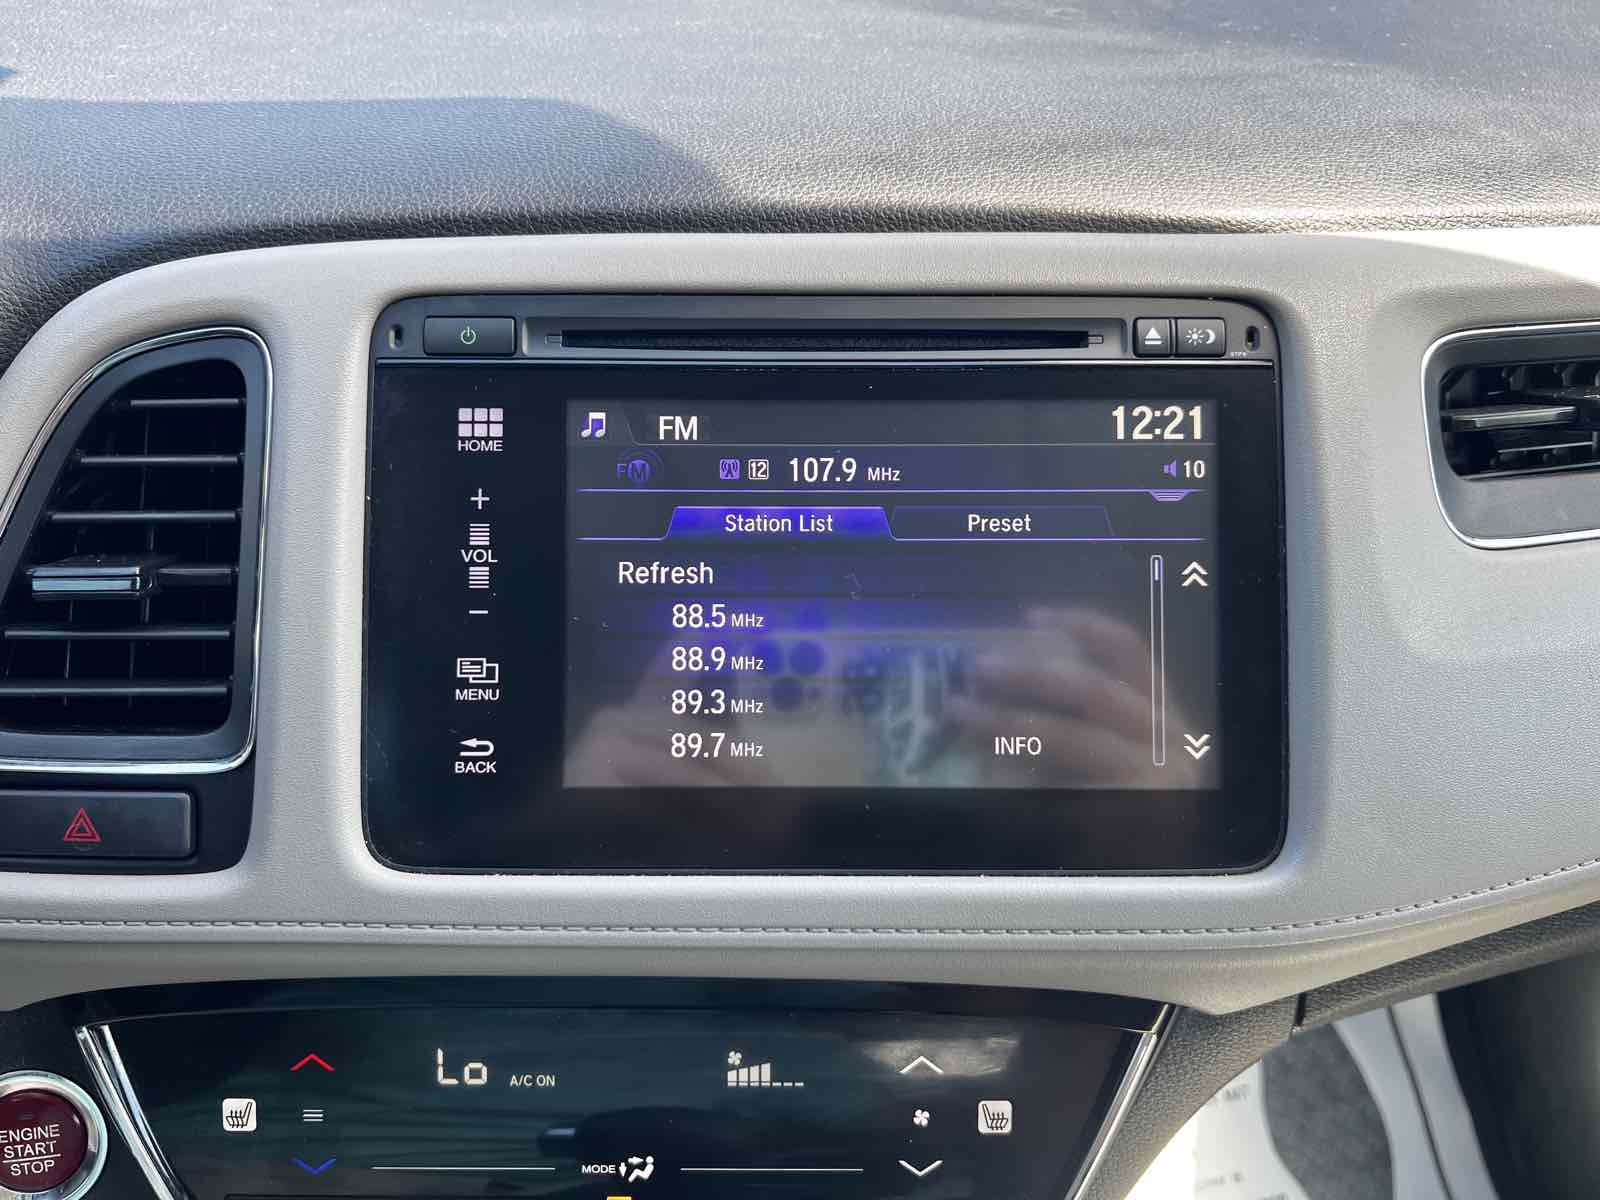 FM
12:21
HOME
FM 12 107.9 MHz 10
+
Station List Preset
VOL
Refresh
88.5 MHz
−
88.9 MHz
MENU
89.3 MHz
89.7 MHz INFO
BACK
Lo A/C ON
ENGINE
START
STOP
MODE